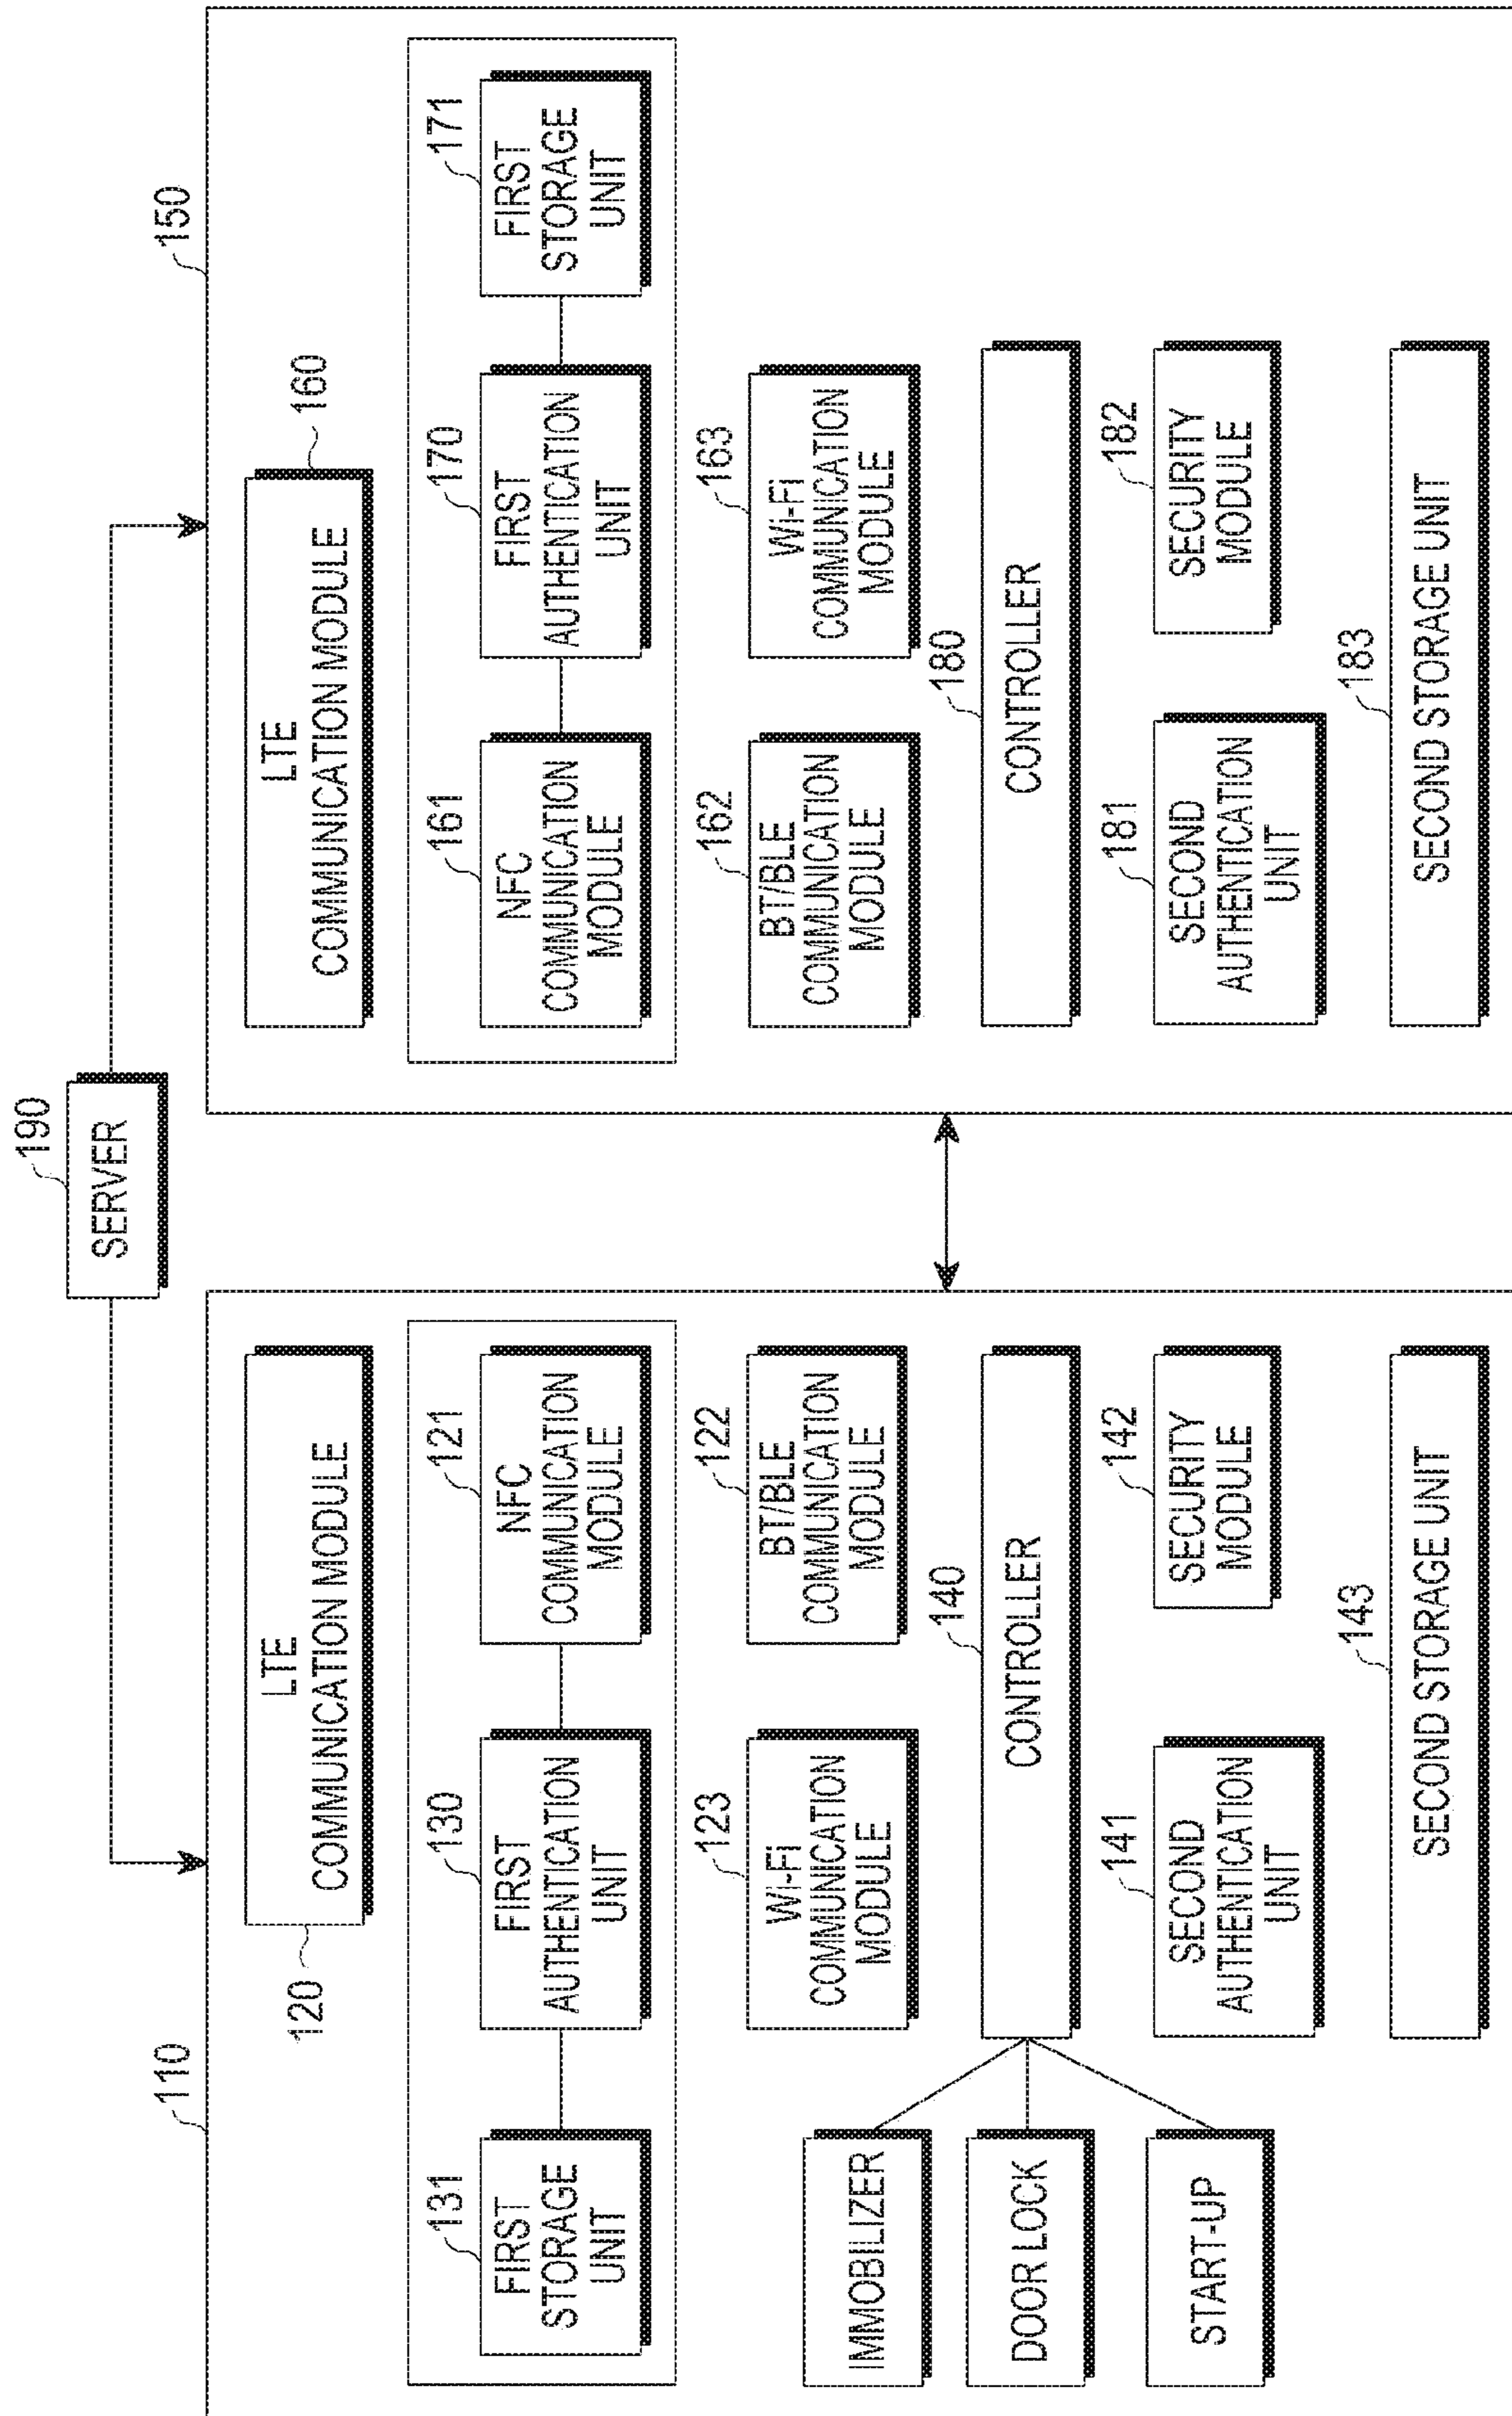 190
SERVER
110
150
120
LTE
COMMUNICATION MODULE
LTE
COMMUNICATION MODULE
160
131
FIRST
STORAGE
UNIT
130
FIRST
AUTHENTICATION
UNIT
121
NFC
COMMUNICATION
MODULE
161
NFC
COMMUNICATION
MODULE
170
FIRST
AUTHENTICATION
UNIT
171
FIRST
STORAGE
UNIT
123
Wi-Fi
COMMUNICATION
MODULE
122
BT/BLE
COMMUNICATION
MODULE
162
BT/BLE
COMMUNICATION
MODULE
163
Wi-Fi
COMMUNICATION
MODULE
IMMOBILIZER
DOOR LOCK
START-UP
140
CONTROLLER
180
CONTROLLER
141
SECOND
AUTHENTICATION
UNIT
142
SECURITY
MODULE
181
SECOND
AUTHENTICATION
UNIT
182
SECURITY
MODULE
143
SECOND STORAGE UNIT
183
SECOND STORAGE UNIT